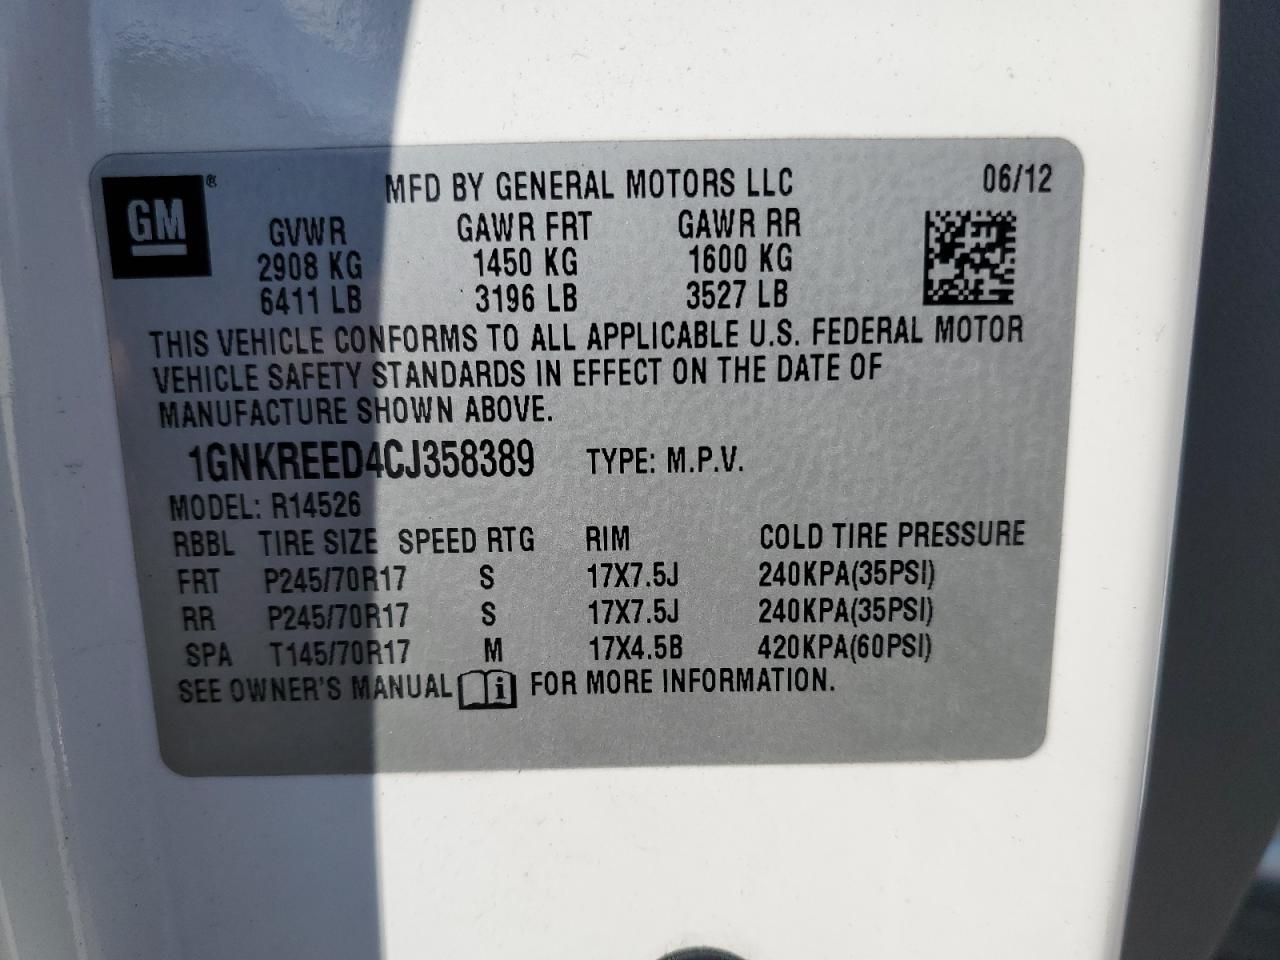 GM®
MFD BY GENERAL MOTORS LLC 06/12
GVWR GAWR FRT GAWR RR
2908 KG 1450 KG 1600 KG
6411 LB 3196 LB 3527 LB
THIS VEHICLE CONFORMS TO ALL APPLICABLE U.S. FEDERAL MOTOR
VEHICLE SAFETY STANDARDS IN EFFECT ON THE DATE OF
MANUFACTURE SHOWN ABOVE.
1GNKREED4CJ358389 TYPE: M.P.V.
MODEL: R14526
RBBL TIRE SIZE SPEED RTG RIM COLD TIRE PRESSURE
FRT P245/70R17 S 17X7.5J 240KPA(35PSI)
RR P245/70R17 S 17X7.5J 240KPA(35PSI)
SPA T145/70R17 M 17X4.5B 420KPA(60PSI)
SEE OWNER'S MANUAL i FOR MORE INFORMATION.